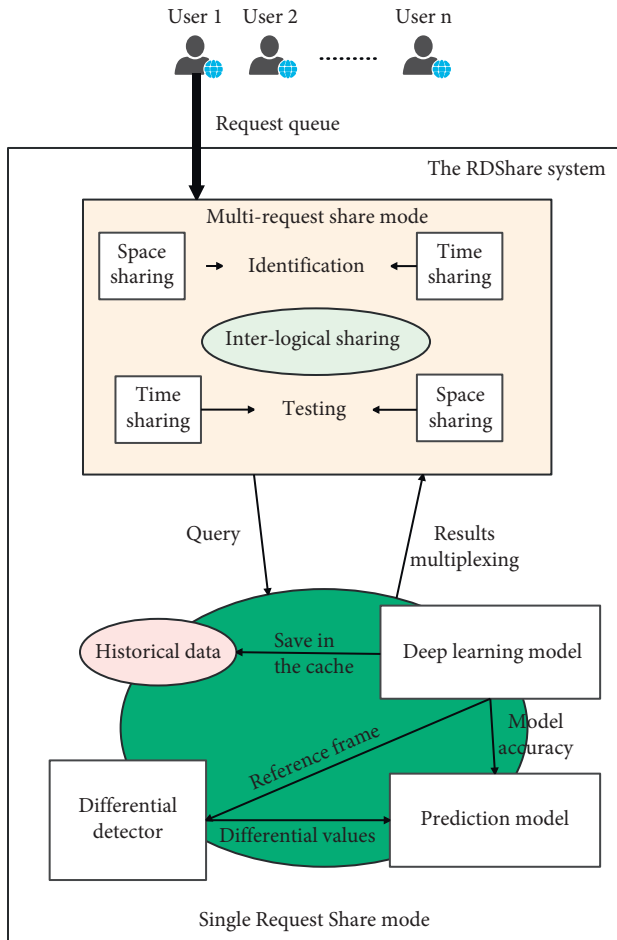 User 1
User 2
User n
Request queue
The RDShare system
Multi-request share mode
Space
sharing
Identification
Time
sharing
Inter-logical sharing
Time
sharing
Testing
Space
sharing
Query
Results
multiplexing
Historical data
Save in
the cache
Deep learning model
Reference frame
Model
accuracy
Differential
detector
Differential values
Prediction model
Single Request Share mode